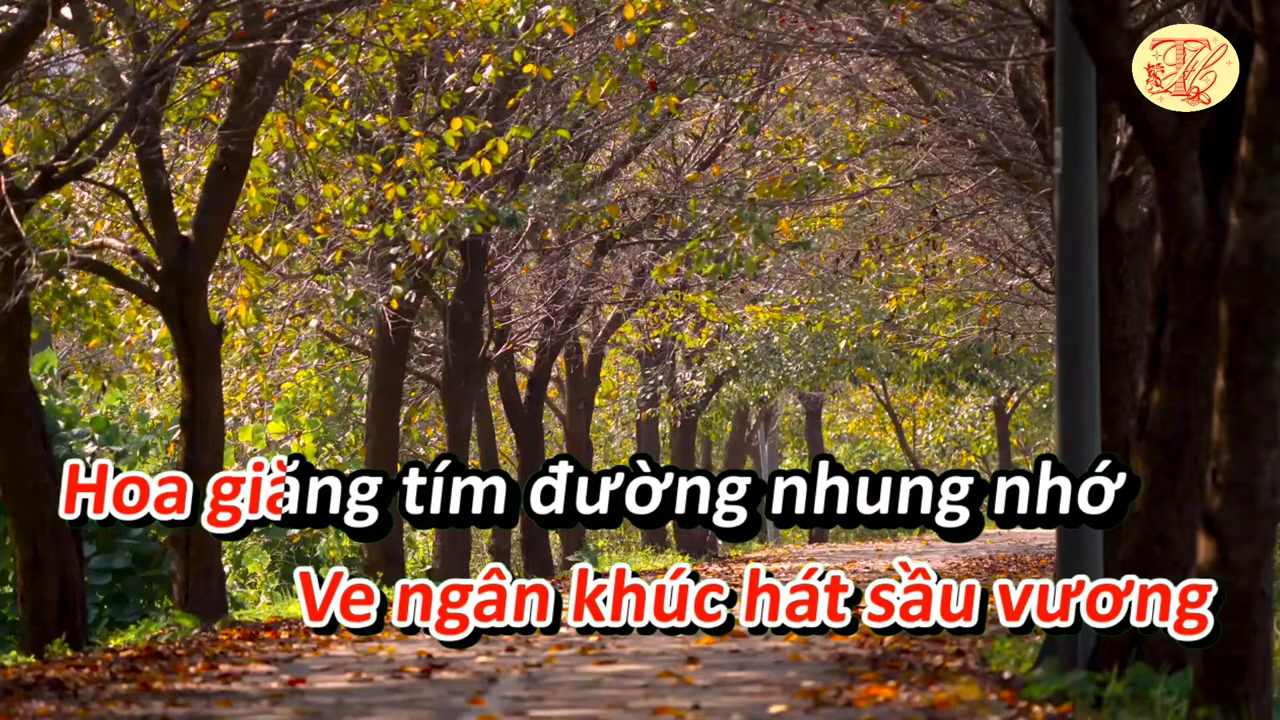 Hoa giăng tím đường nhung nhớ
Ve ngân khúc hát sầu vương